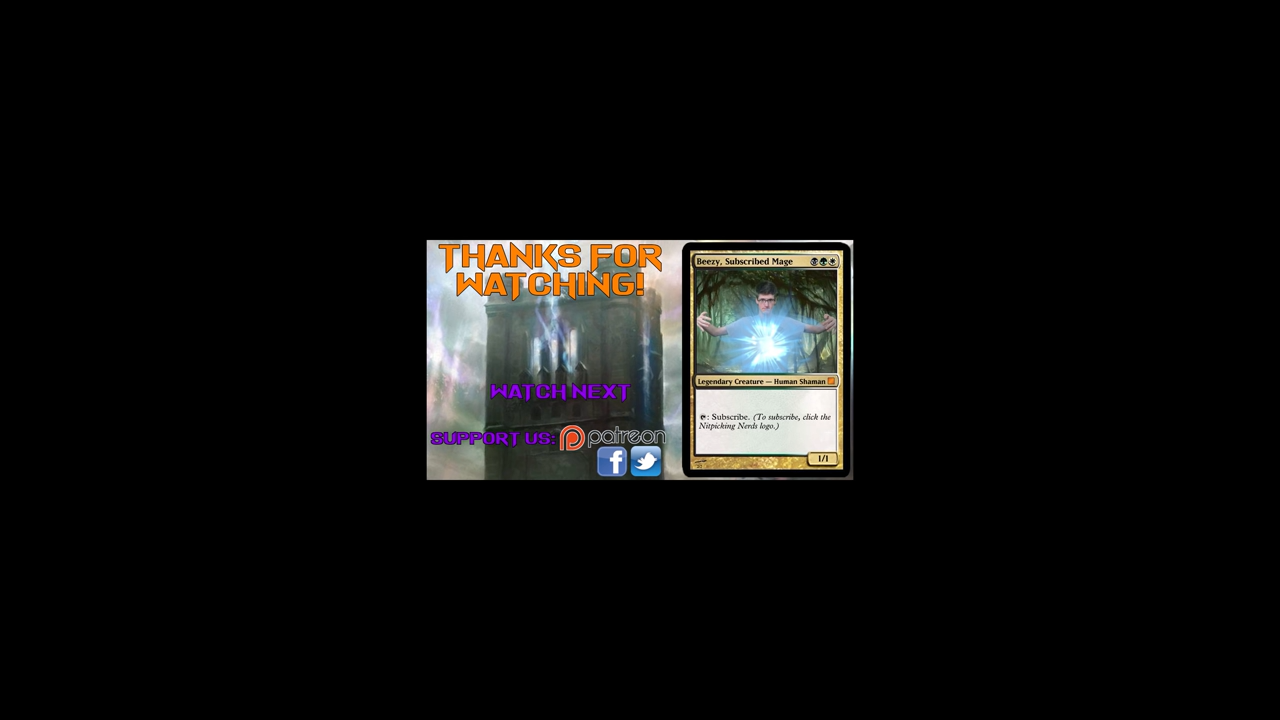 THANKS FOR
WATCHING!
WATCH NEXT
SUPPORT US: patreon
Beezy, Subscribed Mage
Legendary Creature — Human Shaman
: Subscribe. (To subscribe, click the
Nitpicking Nerds logo.)
1/1